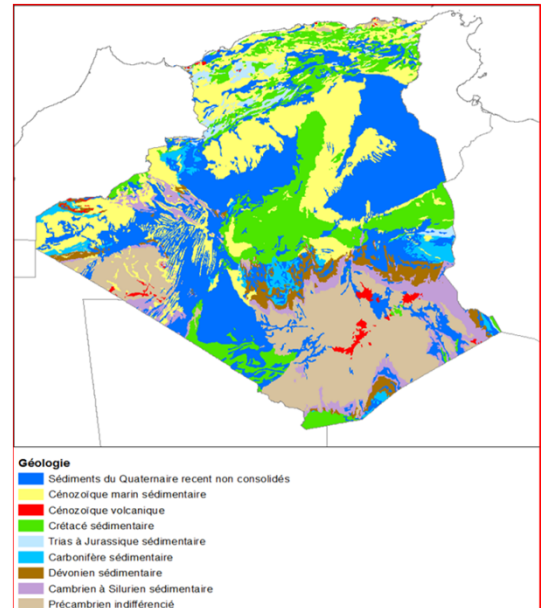 Géologie
Sédiments du Quaternaire recent non consolidés
Cénozoïque marin sédimentaire
Cénozoïque volcanique
Crétacé sédimentaire
Trias à Jurassique sédimentaire
Carbonifère sédimentaire
Dévonien sédimentaire
Cambrien à Silurien sédimentaire
Précambrien indifférencié